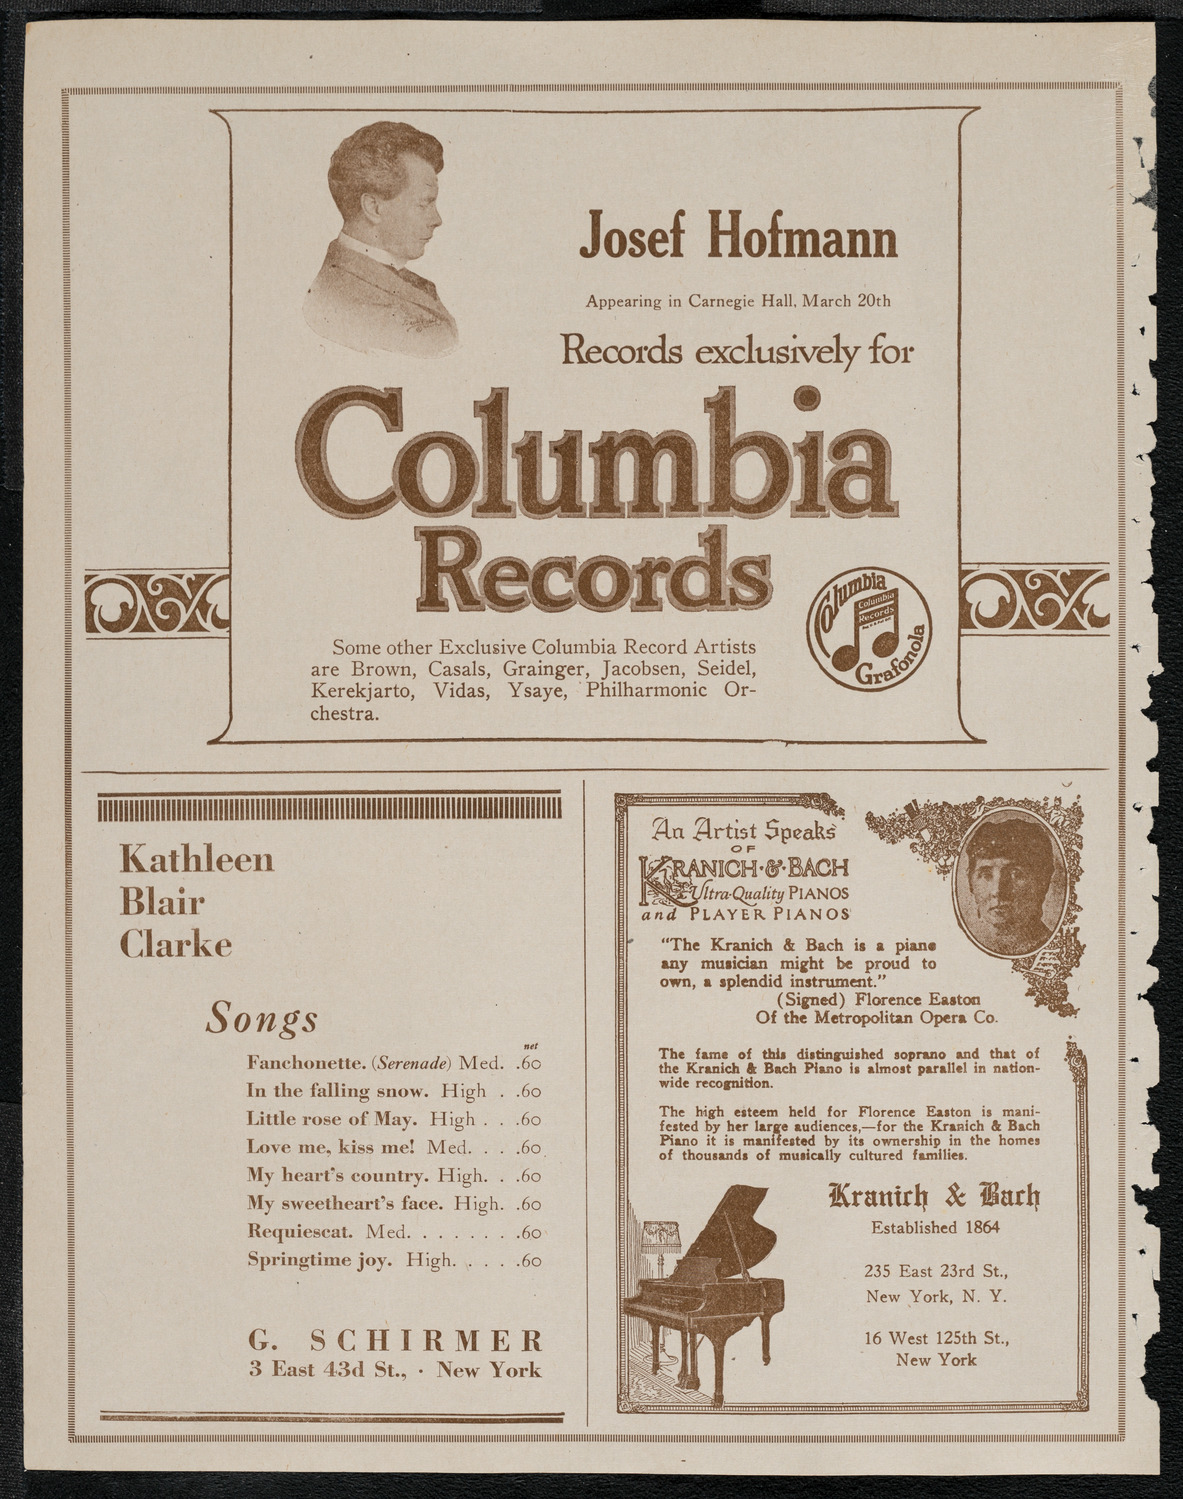 Josef Hofmann
Appearing in Carnegie Hall, March 20th
Records exclusively for
Columbia
Records
Some other Exclusive Columbia Record Artists
are Brown, Casals, Grainger, Jacobsen, Seidel,
Kerekjarto, Vidas, Ysaye, Philharmonic Or-
chestra.
Columbia
Columbia
Records
Grafonola
Kathleen
Blair
Clarke
Songs
net
Fanchonette. (Serenade) Med. .60
In the falling snow. High . .60
Little rose of May. High . . .60
Love me, kiss me! Med. . . .60
My heart's country. High. . .60
My sweetheart's face. High. .60
Requiescat. Med. . . . . . . .60
Springtime joy. High. . . . .60
G. SCHIRMER
3 East 43d St., · New York
An Artist Speaks
OF
KRANICH·&·BACH
Ultra-Quality PIANOS
and PLAYER PIANOS
"The Kranich & Bach is a piano
any musician might be proud to
own, a splendid instrument."
(Signed) Florence Easton
Of the Metropolitan Opera Co.
The fame of this distinguished soprano and that of
the Kranich & Bach Piano is almost parallel in nation-
wide recognition.
The high esteem held for Florence Easton is mani-
fested by her large audiences,—for the Kranich & Bach
Piano it is manifested by its ownership in the homes
of thousands of musically cultured families.
Kranich & Bach
Established 1864
235 East 23rd St.,
New York, N. Y.
16 West 125th St.,
New York